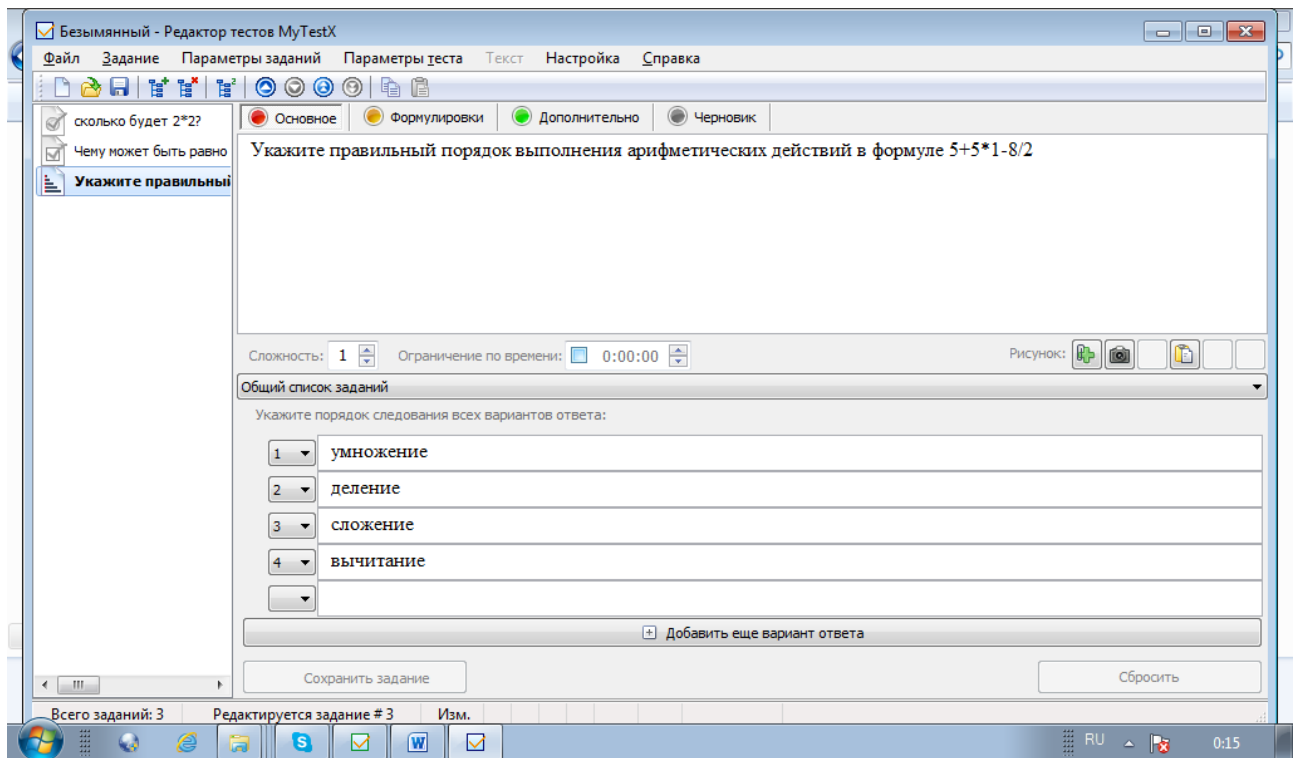 Безымянный - Редактор тестов MyTestX
Файл Задание Параметры заданий Параметры теста Текст Настройка Справка
сколько будет 2*2?
Чему может быть равно
Укажите правильный
Основное Формулировки Дополнительно Черновик
Укажите правильный порядок выполнения арифметических действий в формуле 5+5*1-8/2
Сложность: 1 Ограничение по времени: 0:00:00 Рисунок:
Общий список заданий
Укажите порядок следования всех вариантов ответа:
1 умножение
2 деление
3 сложение
4 вычитание
Добавить еще вариант ответа
Сохранить задание Сбросить
Всего заданий: 3 Редактируется задание # 3 Изм.
RU 0:15